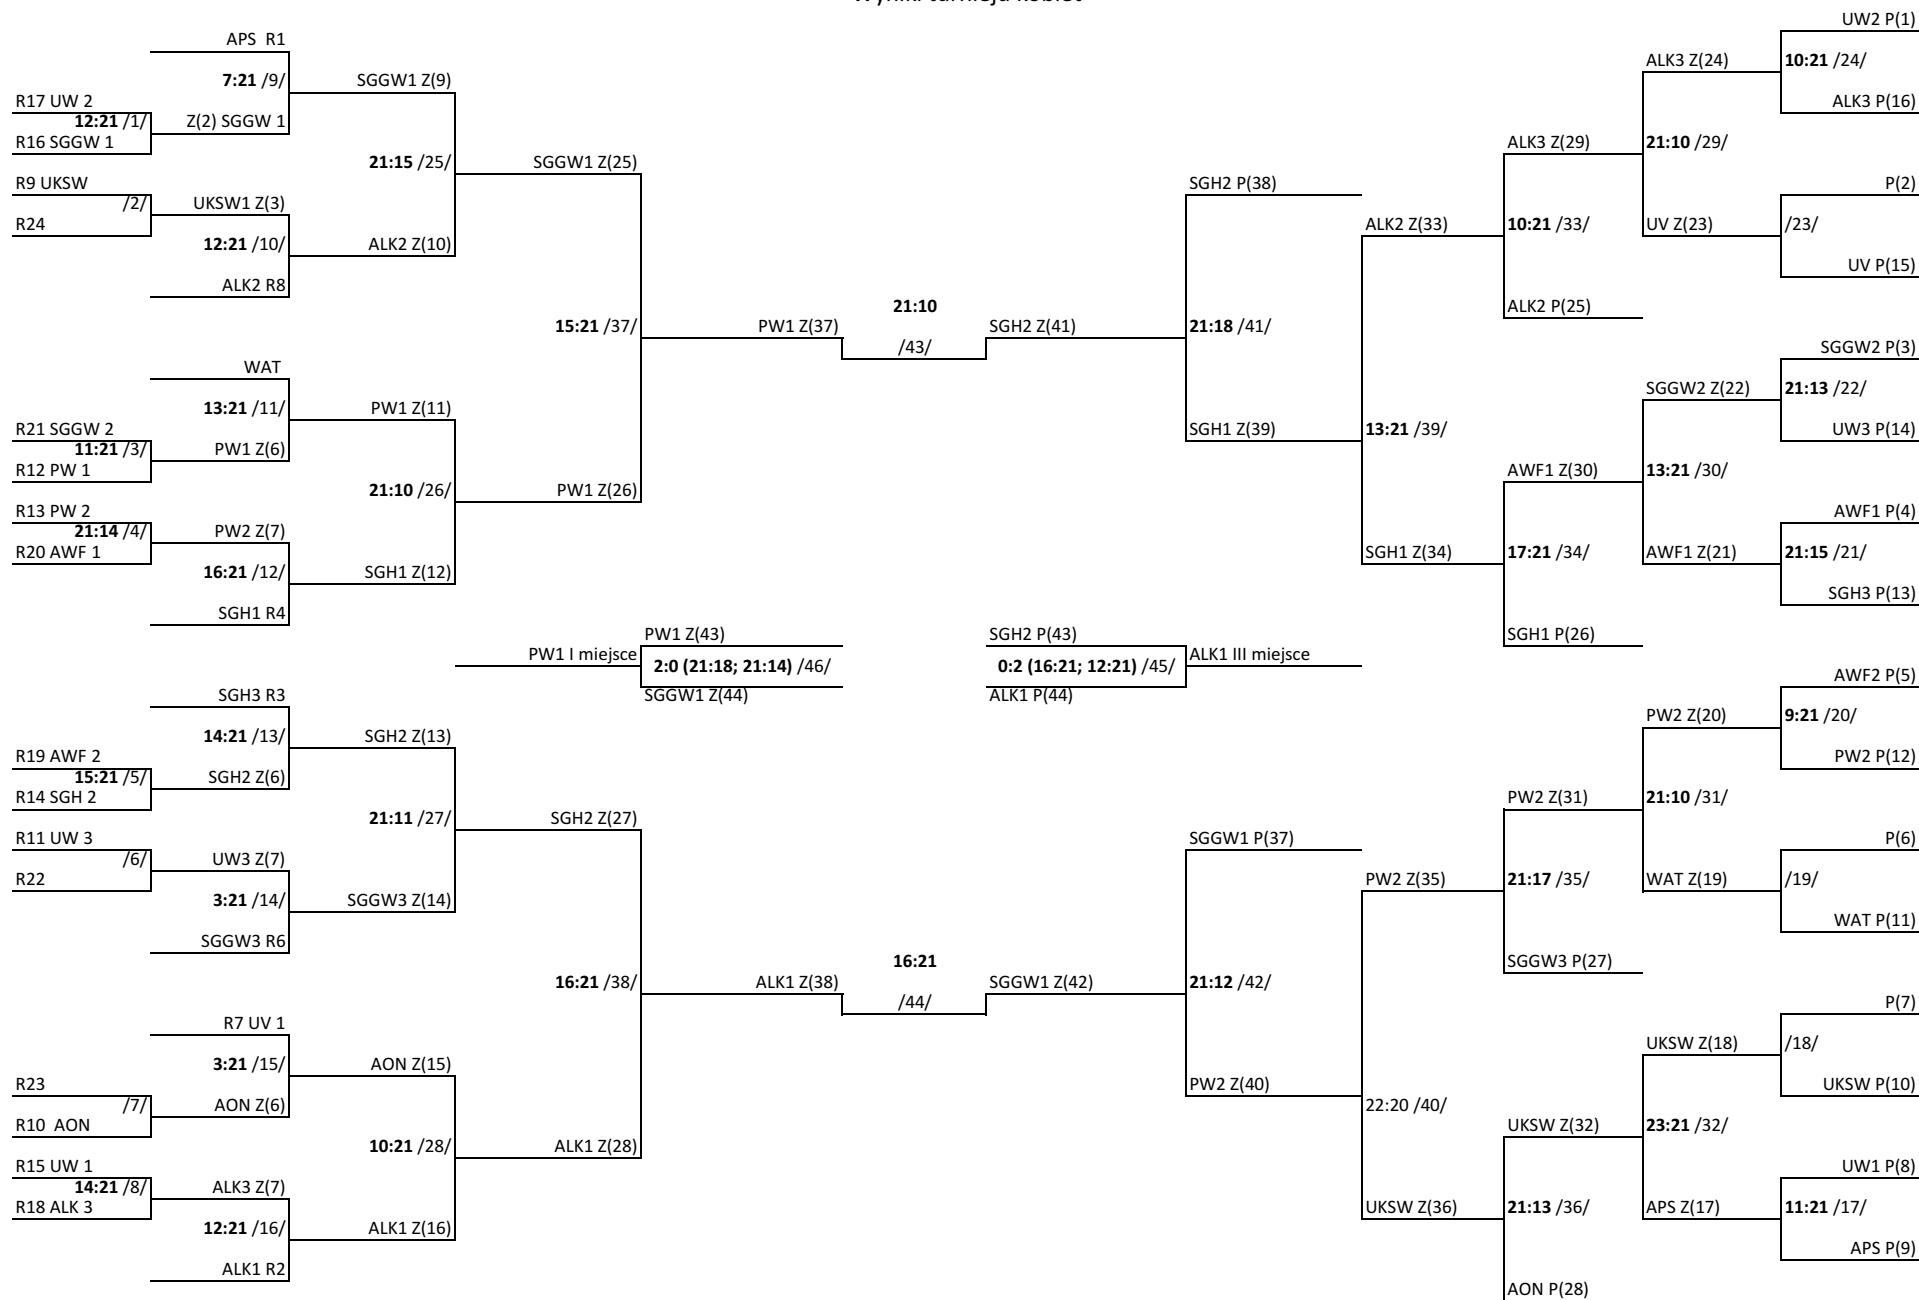 APS R1
7:21 /9/
SGGW1 Z(9)
R17 UW 2
12:21 /1/
Z(2) SGGW 1
R16 SGGW 1
21:15 /25/
SGGW1 Z(25)
R9 UKSW
/2/
UKSW1 Z(3)
R24
12:21 /10/
ALK2 Z(10)
ALK2 R8
15:21 /37/
PW1 Z(37)
WAT
13:21 /11/
PW1 Z(11)
R21 SGGW 2
11:21 /3/
PW1 Z(6)
R12 PW 1
21:10 /26/
PW1 Z(26)
R13 PW 2
21:14 /4/
PW2 Z(7)
R20 AWF 1
16:21 /12/
SGH1 Z(12)
SGH1 R4
21:10
/43/
SGH2 Z(41)
UW2 P(1)
ALK3 Z(24)
10:21 /24/
ALK3 P(16)
ALK3 Z(29)
21:10 /29/
P(2)
SGH2 P(38)
ALK2 Z(33)
10:21 /33/
UV Z(23)
/23/
UV P(15)
ALK2 P(25)
21:18 /41/
SGGW2 P(3)
SGGW2 Z(22)
21:13 /22/
UW3 P(14)
SGH1 Z(39)
13:21 /39/
AWF1 Z(30)
13:21 /30/
AWF1 P(4)
SGH1 Z(34)
17:21 /34/
AWF1 Z(21)
21:15 /21/
SGH3 P(13)
SGH1 P(26)
PW1 I miejsce
PW1 Z(43)
2:0 (21:18; 21:14) /46/
SGGW1 Z(44)
SGH2 P(43)
0:2 (16:21; 12:21) /45/
ALK1 P(44)
ALK1 III miejsce
SGH3 R3
14:21 /13/
SGH2 Z(13)
R19 AWF 2
15:21 /5/
SGH2 Z(6)
R14 SGH 2
21:11 /27/
SGH2 Z(27)
R11 UW 3
/6/
UW3 Z(7)
R22
3:21 /14/
SGGW3 Z(14)
SGGW3 R6
16:21 /38/
ALK1 Z(38)
R7 UV 1
3:21 /15/
AON Z(15)
R23
/7/
AON Z(6)
R10 AON
10:21 /28/
ALK1 Z(28)
R15 UW 1
14:21 /8/
ALK3 Z(7)
R18 ALK 3
12:21 /16/
ALK1 Z(16)
ALK1 R2
16:21
/44/
SGGW1 Z(42)
AWF2 P(5)
PW2 Z(20)
9:21 /20/
PW2 P(12)
PW2 Z(31)
21:10 /31/
P(6)
SGGW1 P(37)
PW2 Z(35)
21:17 /35/
WAT Z(19)
/19/
WAT P(11)
SGGW3 P(27)
21:12 /42/
P(7)
UKSW Z(18)
/18/
UKSW P(10)
PW2 Z(40)
22:20 /40/
UKSW Z(32)
23:21 /32/
UW1 P(8)
UKSW Z(36)
21:13 /36/
APS Z(17)
11:21 /17/
APS P(9)
AON P(28)